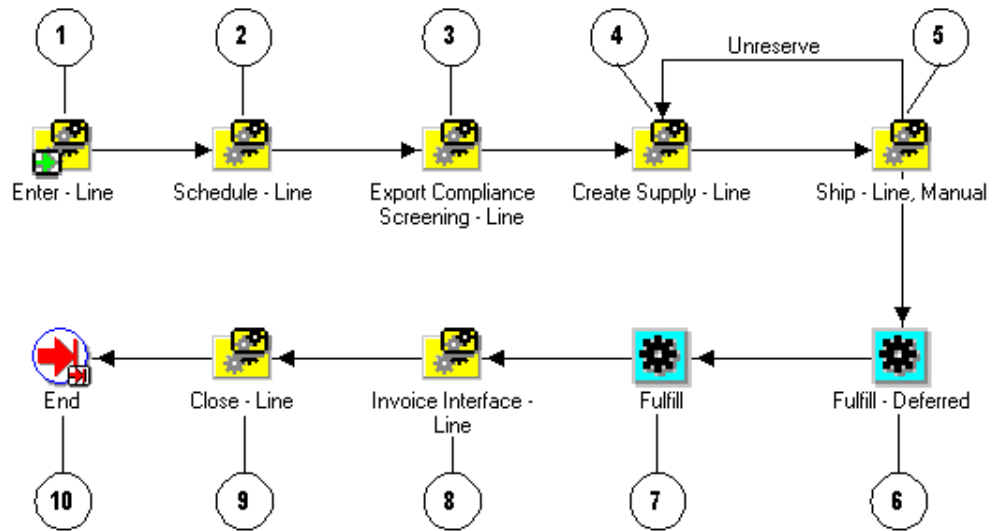 1
2
3
4
5
Unreserve
Enter - Line
Schedule - Line
Export Compliance
Screening - Line
Create Supply - Line
Ship - Line, Manual
End
Close - Line
Invoice Interface -
Line
Fulfill
Fulfill - Deferred
10
9
8
7
6